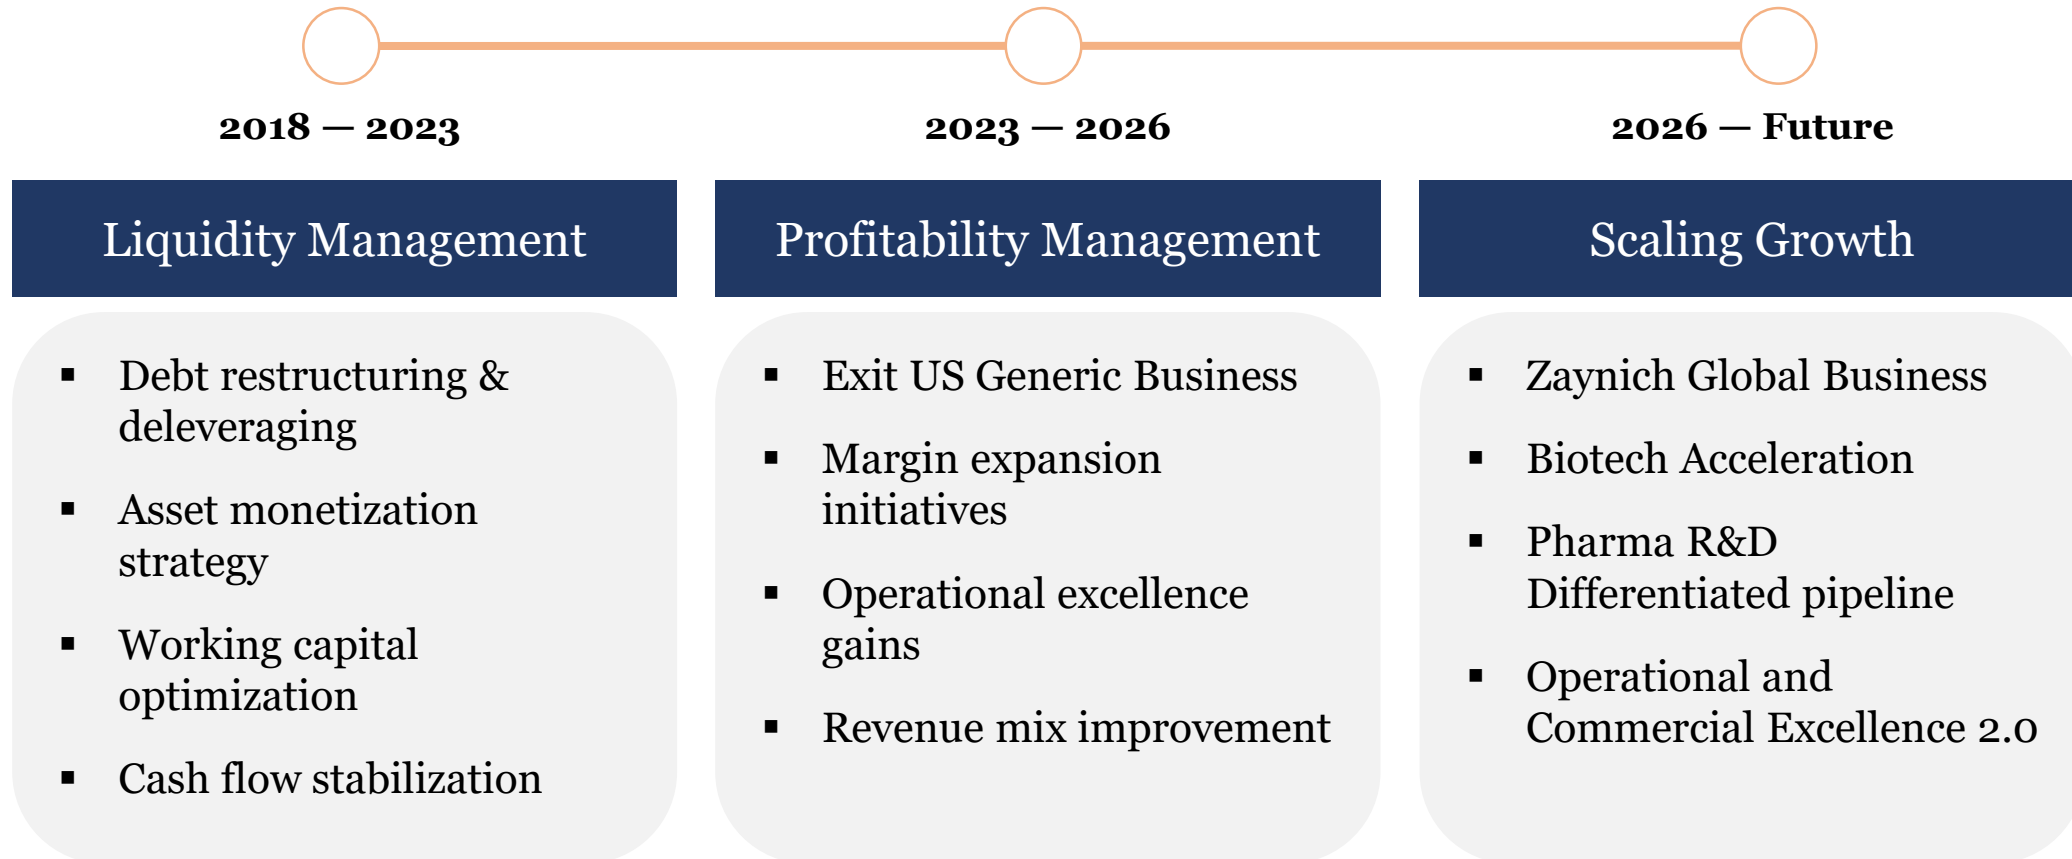 2018 — 2023
Liquidity Management
▪ Debt restructuring &
deleveraging
▪ Asset monetization
strategy
▪ Working capital
optimization
▪ Cash flow stabilization
2023 — 2026
Profitability Management
▪ Exit US Generic Business
▪ Margin expansion
initiatives
▪ Operational excellence
gains
▪ Revenue mix improvement
2026 — Future
Scaling Growth
▪ Zaynich Global Business
▪ Biotech Acceleration
▪ Pharma R&D
Differentiated pipeline
▪ Operational and
Commercial Excellence 2.0